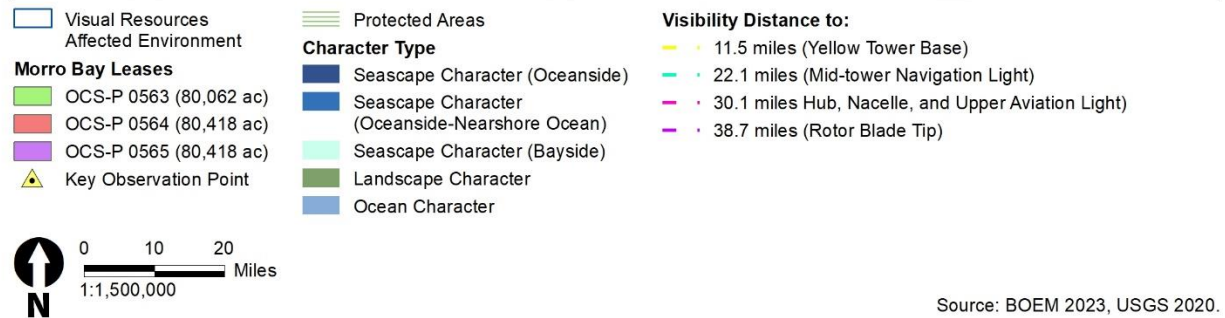 Visual Resources
Affected Environment
Morro Bay Leases
OCS-P 0563 (80,062 ac)
OCS-P 0564 (80,418 ac)
OCS-P 0565 (80,418 ac)
Key Observation Point
Protected Areas
Character Type
Seascape Character (Oceanside)
Seascape Character
(Oceanside-Nearshore Ocean)
Seascape Character (Bayside)
Landscape Character
Ocean Character
Visibility Distance to:
11.5 miles (Yellow Tower Base)
22.1 miles (Mid-tower Navigation Light)
30.1 miles Hub, Nacelle, and Upper Aviation Light)
38.7 miles (Rotor Blade Tip)
N
0 10 20
Miles
1:1,500,000
Source: BOEM 2023, USGS 2020.